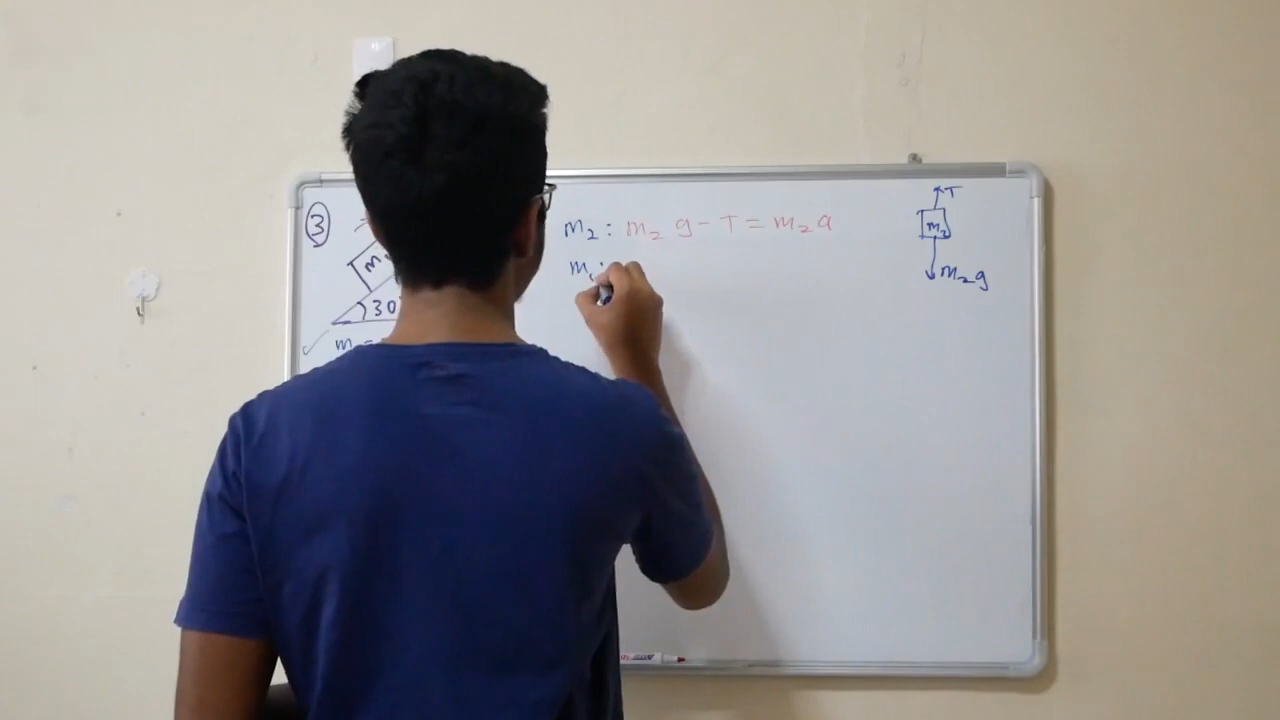 ③
m
30
m =
m₂: m₂ g - T = m₂ a
m₁:
T
m₂
m₂g